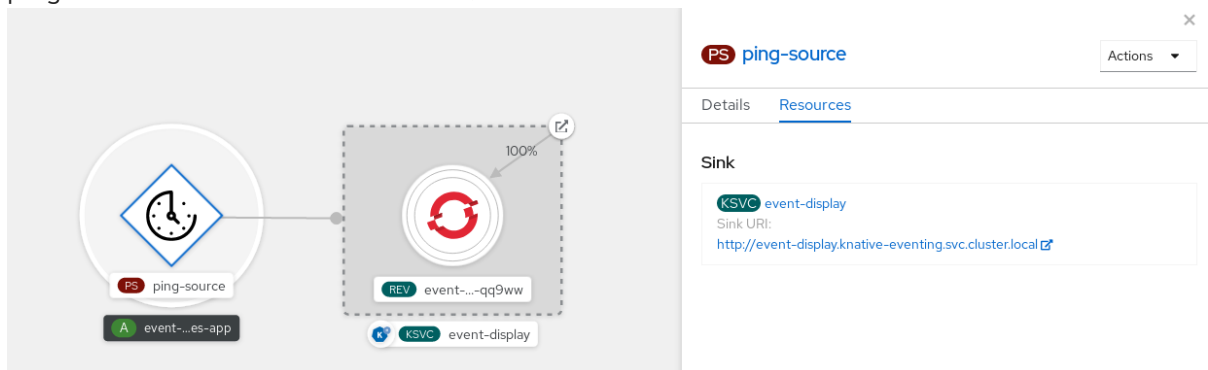 100%
PS ping-source
A event-...es-app
REV event-...-qq9ww
KSVC event-display
PS ping-source
Actions
Details Resources
Sink
KSVC event-display
Sink URI:
http://event-display.knative-eventing.svc.cluster.local